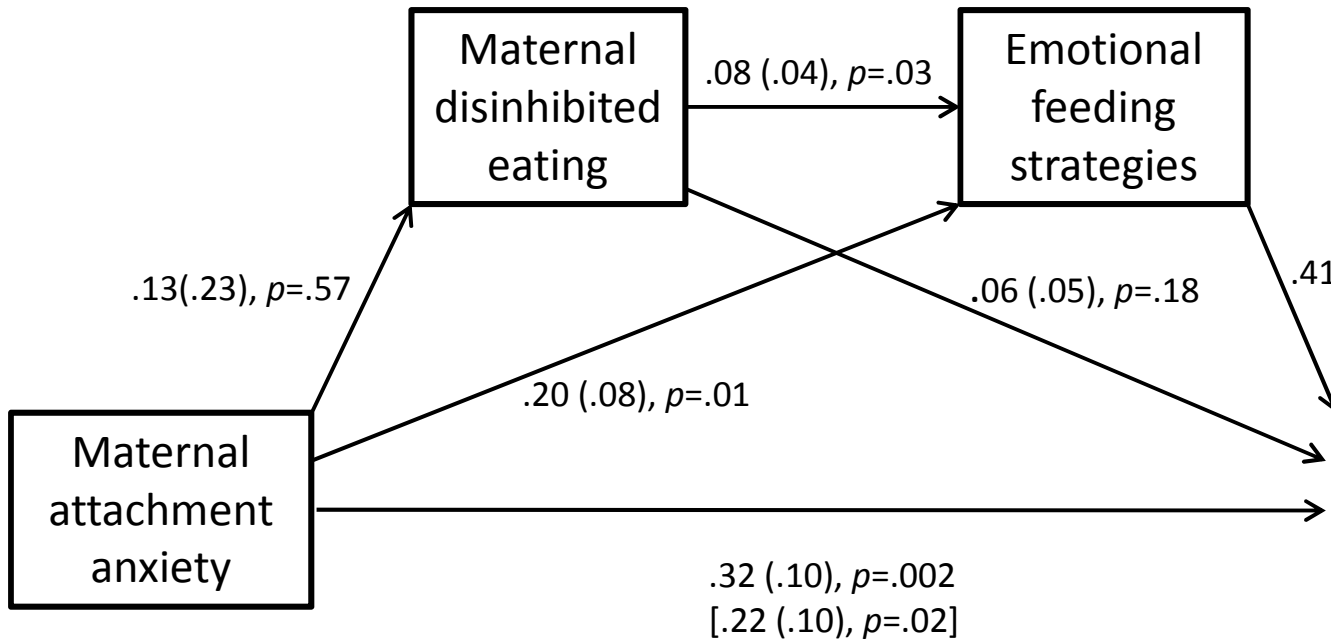 Maternal
disinhibited
eating
.08 (.04), p=.03
Emotional
feeding
strategies
.13(.23), p=.57
.06 (.05), p=.18
.41
.20 (.08), p=.01
Maternal
attachment
anxiety
.32 (.10), p=.002
[.22 (.10), p=.02]